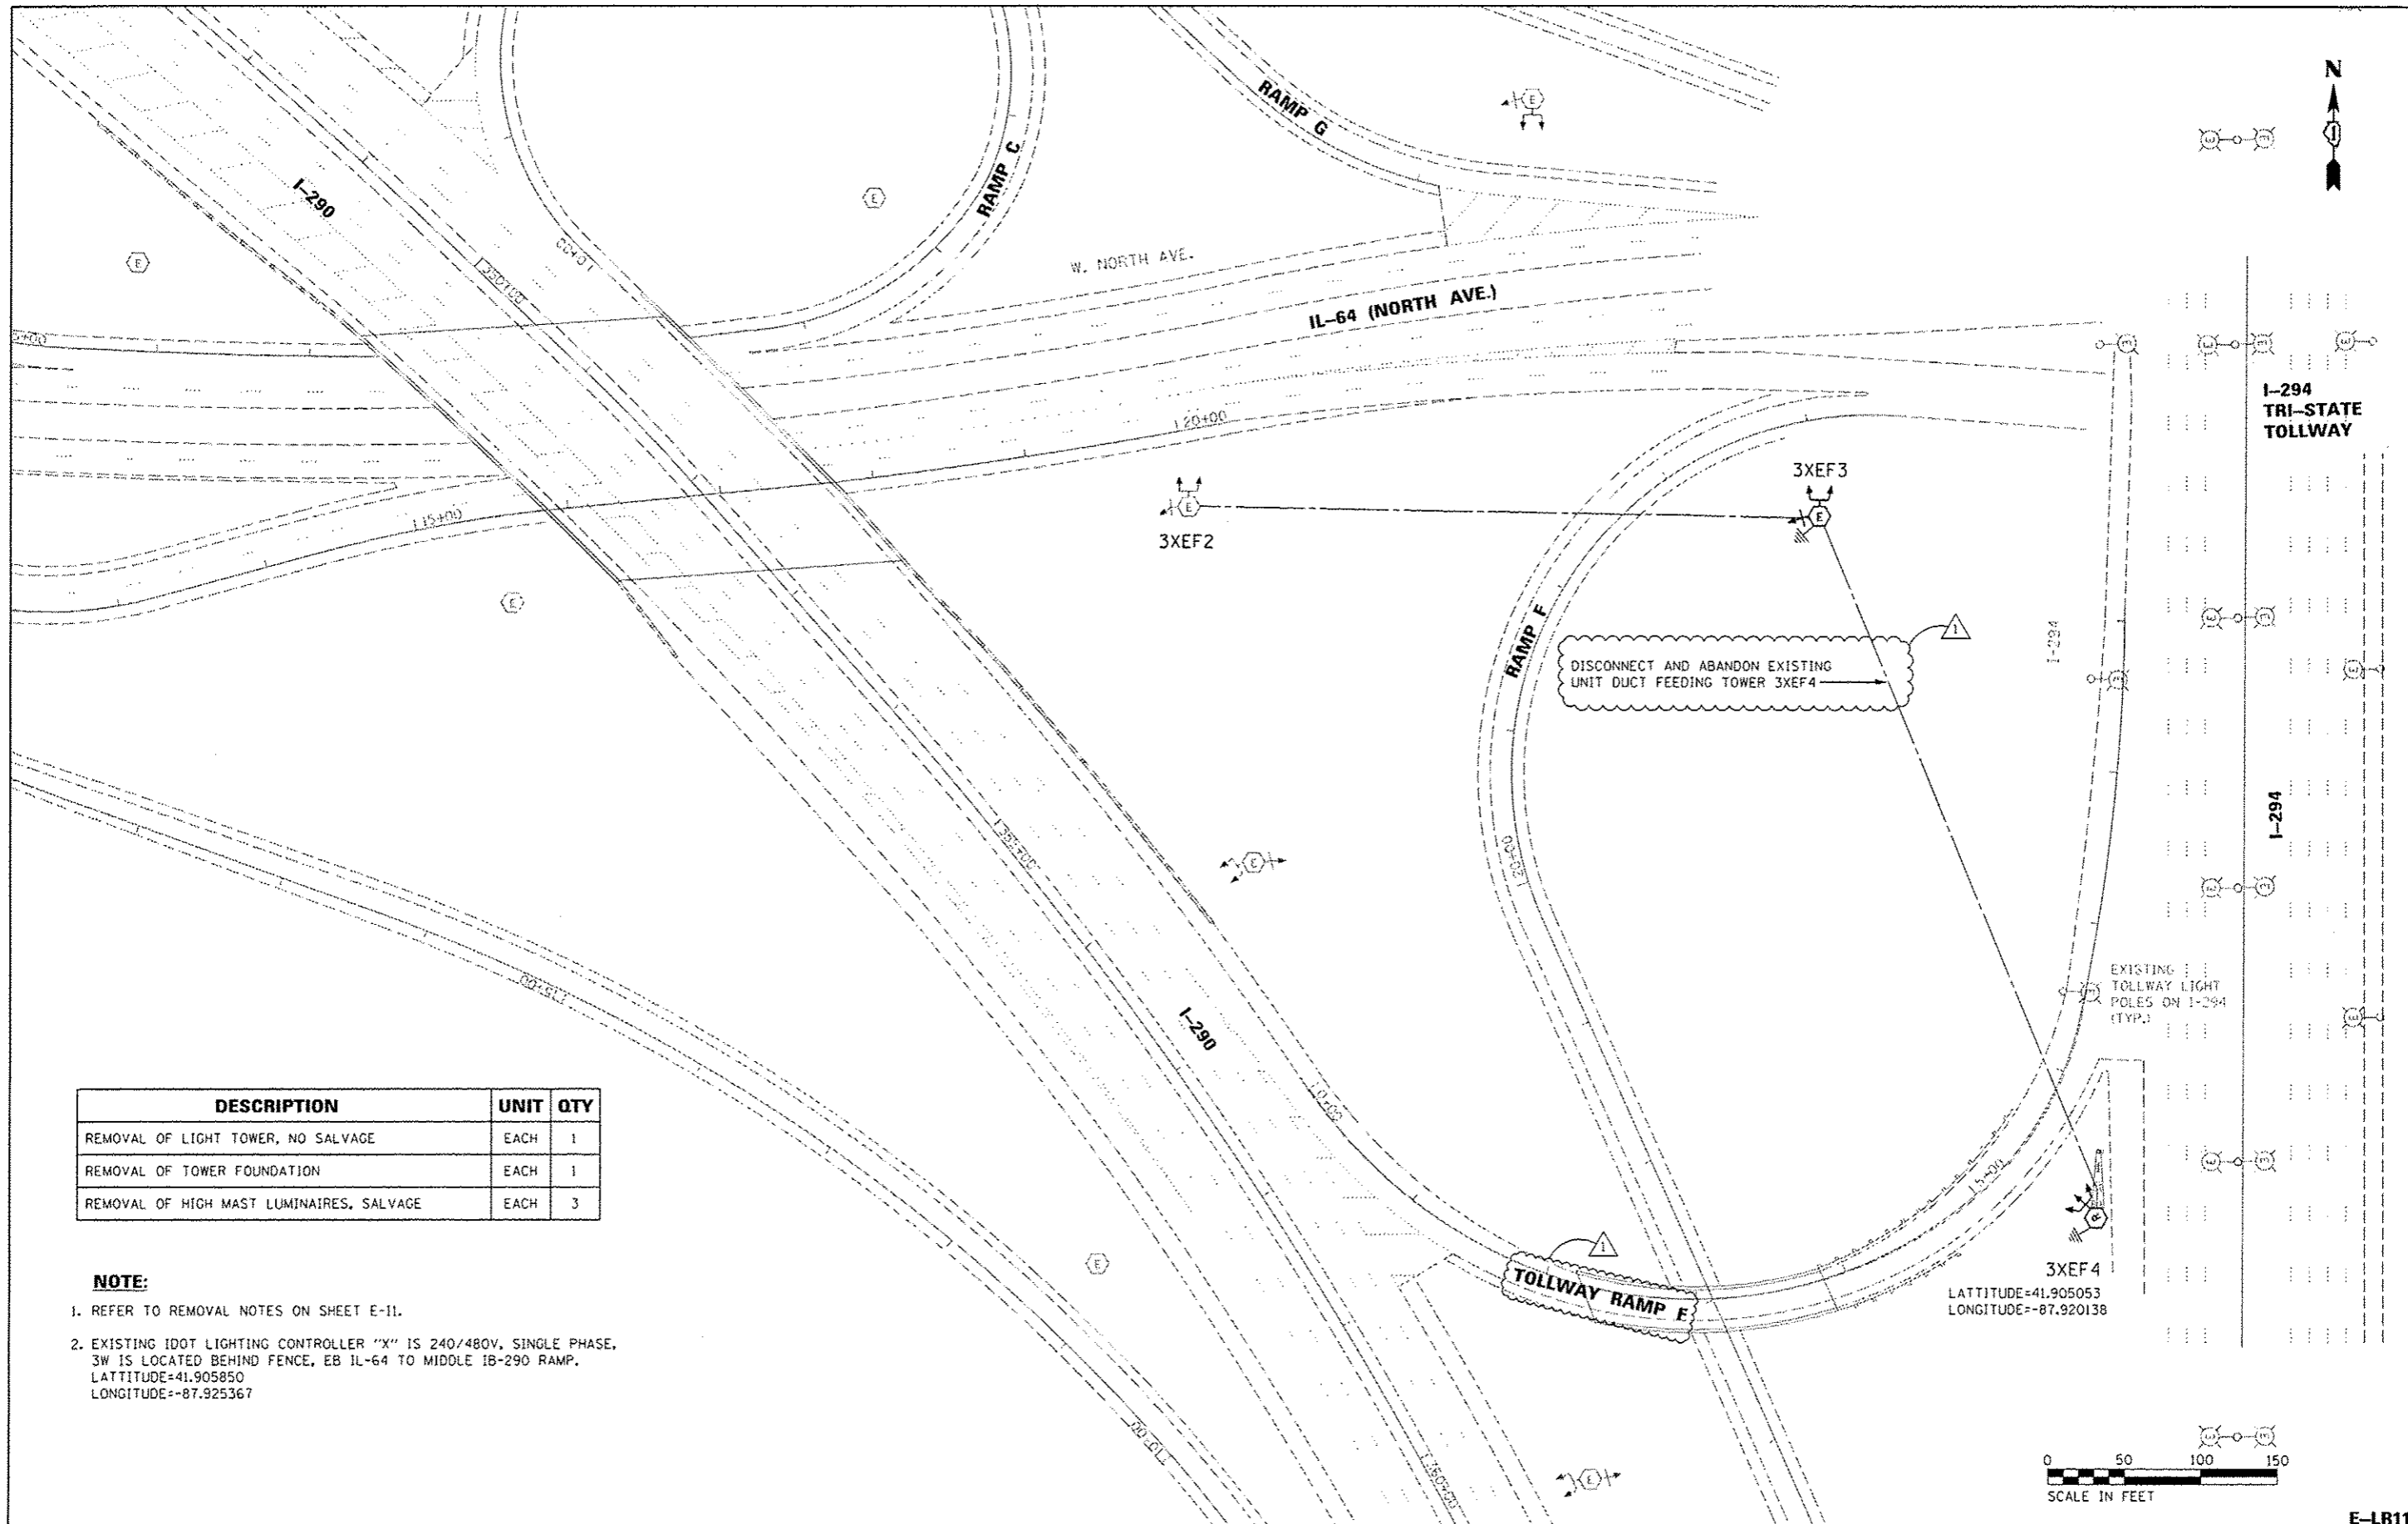 N
RAMP G
RAMP C
I-290
W. NORTH AVE.
IL-64 (NORTH AVE.)
I-294
TRI-STATE
TOLLWAY
120+00
115+00
3XEF2
3XEF3
E
RAMP F
DISCONNECT AND ABANDON EXISTING
UNIT DUCT FEEDING TOWER 3XEF4
1
I-294
I-294
EXISTING
TOLLWAY LIGHT
POLES ON I-294
(TYP.)
I-290
TOLLWAY RAMP E
1
R
3XEF4
LATTITUDE=41.905053
LONGITUDE=-87.920138
DESCRIPTION UNIT QTY
REMOVAL OF LIGHT TOWER, NO SALVAGE EACH 1
REMOVAL OF TOWER FOUNDATION EACH 1
REMOVAL OF HIGH MAST LUMINAIRES, SALVAGE EACH 3
NOTE:
1. REFER TO REMOVAL NOTES ON SHEET E-11.
2. EXISTING IDOT LIGHTING CONTROLLER "X" IS 240/480V, SINGLE PHASE,
3W IS LOCATED BEHIND FENCE, EB IL-64 TO MIDDLE IB-290 RAMP.
LATTITUDE=41.905850
LONGITUDE=-87.925367
0 50 100 150
SCALE IN FEET